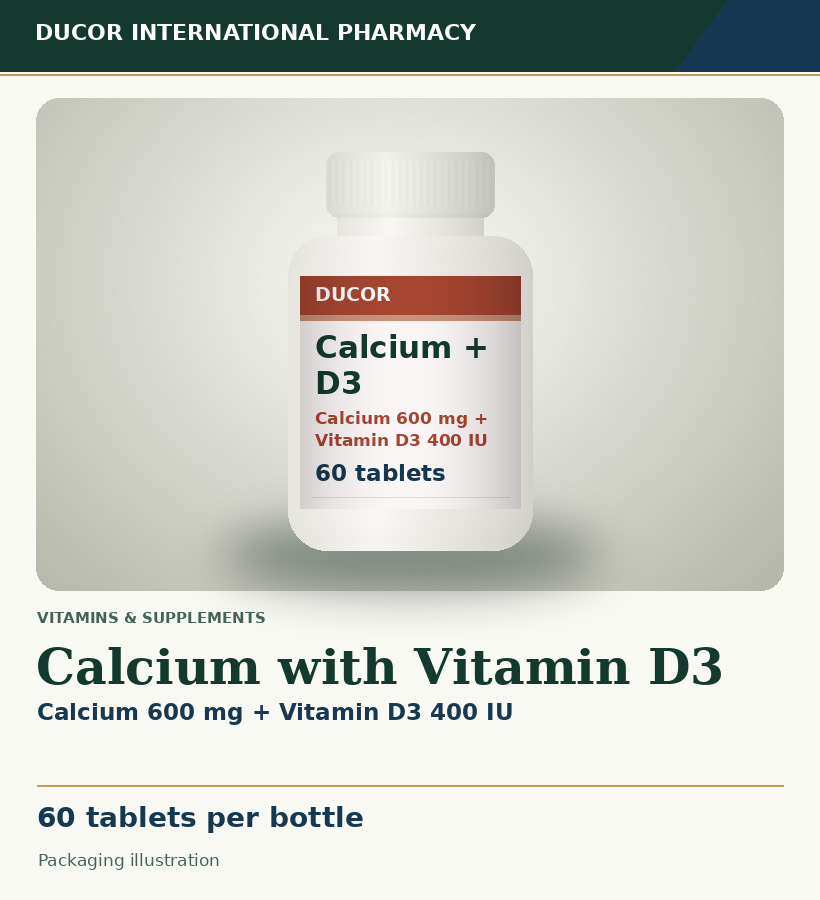 DUCOR INTERNATIONAL PHARMACY
DUCOR
Calcium +
D3
Calcium 600 mg +
Vitamin D3 400 IU
60 tablets
VITAMINS & SUPPLEMENTS
Calcium with Vitamin D3
Calcium 600 mg + Vitamin D3 400 IU
60 tablets per bottle
Packaging illustration